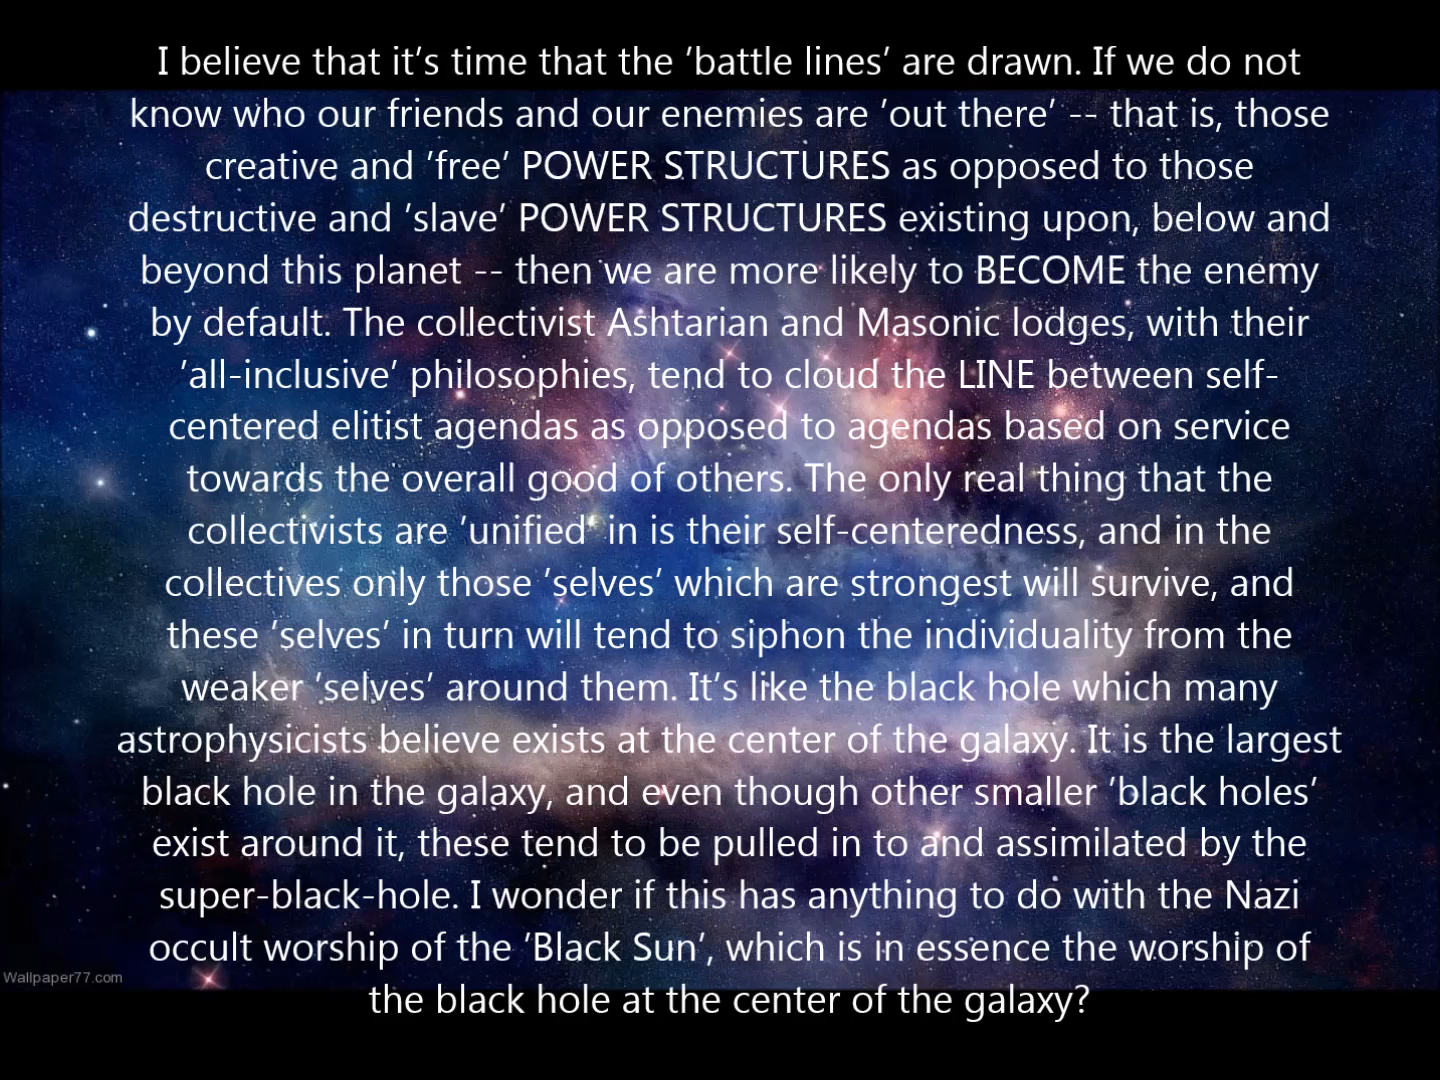 I believe that it's time that the 'battle lines' are drawn. If we do not
know who our friends and our enemies are 'out there' -- that is, those
creative and 'free' POWER STRUCTURES as opposed to those
destructive and 'slave' POWER STRUCTURES existing upon, below and
beyond this planet -- then we are more likely to BECOME the enemy
by default. The collectivist Ashtarian and Masonic lodges, with their
'all-inclusive' philosophies, tend to cloud the LINE between self-
centered elitist agendas as opposed to agendas based on service
towards the overall good of others. The only real thing that the
collectivists are 'unified' in is their self-centeredness, and in the
collectives only those 'selves' which are strongest will survive, and
these 'selves' in turn will tend to siphon the individuality from the
weaker 'selves' around them. It's like the black hole which many
astrophysicists believe exists at the center of the galaxy. It is the largest
black hole in the galaxy, and even though other smaller 'black holes'
exist around it, these tend to be pulled in to and assimilated by the
super-black-hole. I wonder if this has anything to do with the Nazi
occult worship of the 'Black Sun', which is in essence the worship of
the black hole at the center of the galaxy?
Wallpaper77.com